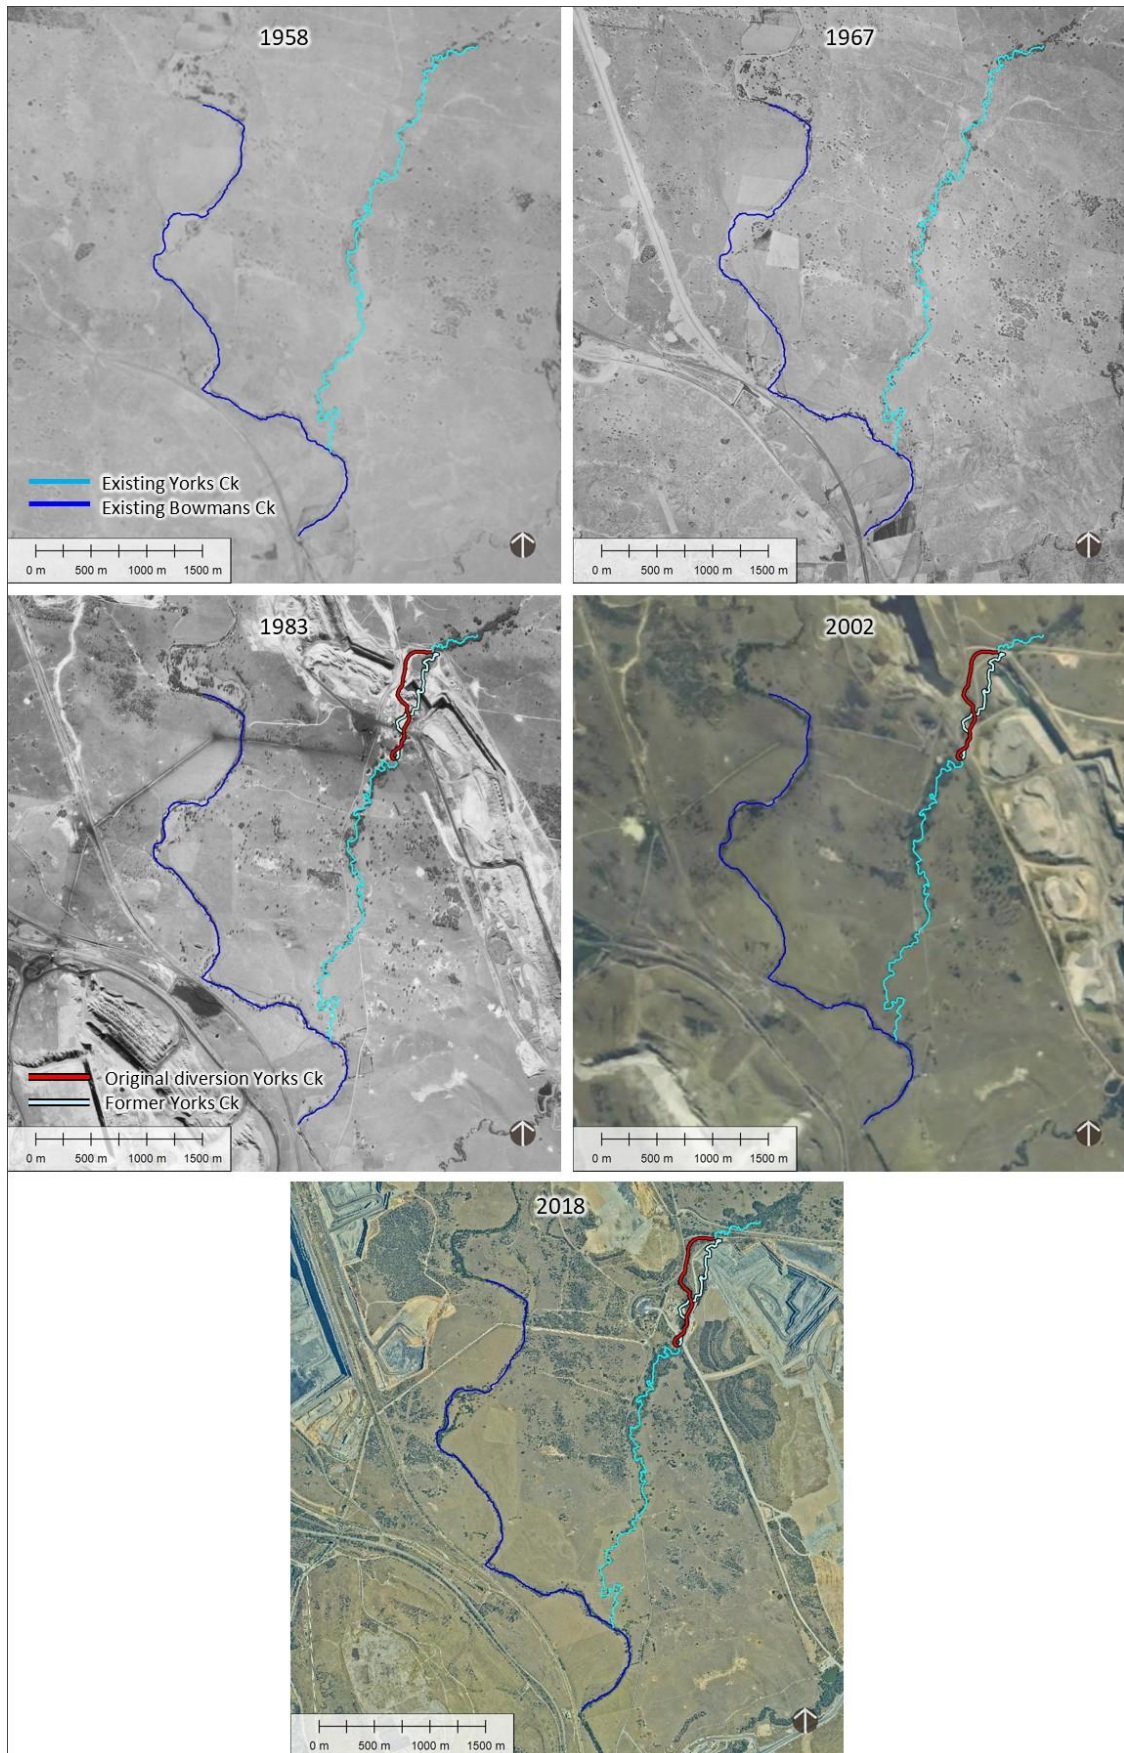 1958
1967
Existing Yorks Ck
Existing Bowmans Ck
0 m 500 m 1000 m 1500 m
0 m 500 m 1000 m 1500 m
1983
2002
Original diversion Yorks Ck
Former Yorks Ck
0 m 500 m 1000 m 1500 m
0 m 500 m 1000 m 1500 m
2018
0 m 500 m 1000 m 1500 m